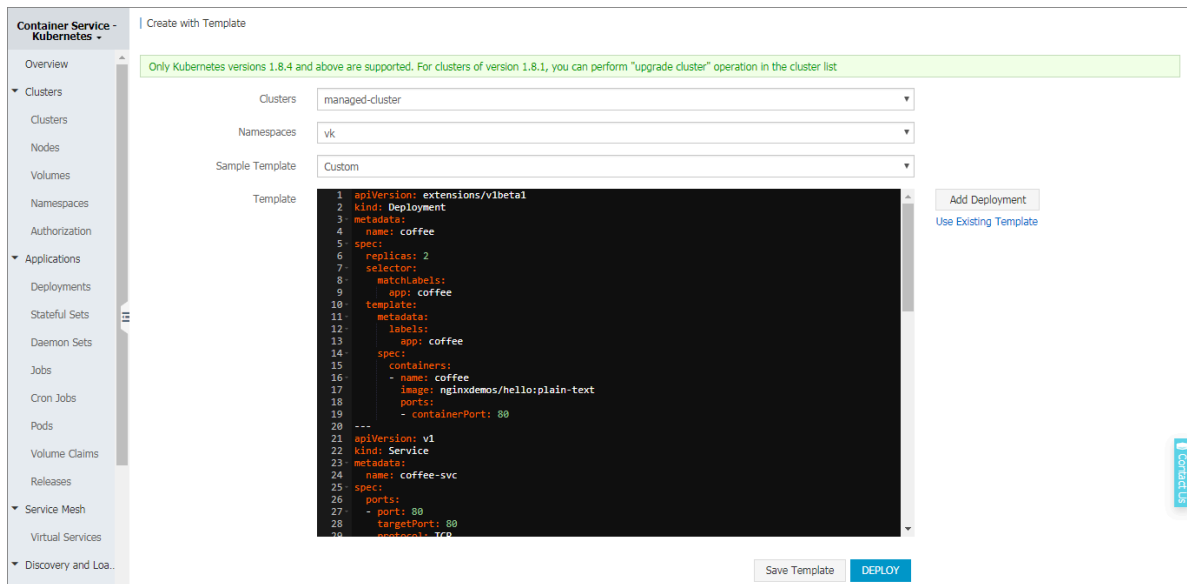 Container Service -
Kubernetes
Create with Template
Overview
Clusters
Clusters
Nodes
Volumes
Namespaces
Authorization
Applications
Deployments
Stateful Sets
Daemon Sets
Jobs
Cron Jobs
Pods
Volume Claims
Releases
Service Mesh
Virtual Services
Discovery and Loa..
Only Kubernetes versions 1.8.4 and above are supported. For clusters of version 1.8.1, you can perform "upgrade cluster" operation in the cluster list
Clusters managed-cluster
Namespaces vk
Sample Template Custom
Template
1 apiVersion: extensions/v1beta1
2 kind: Deployment
3 metadata:
4 name: coffee
5 spec:
6 replicas: 2
7 selector:
8 matchLabels:
9 app: coffee
10 template:
11 metadata:
12 labels:
13 app: coffee
14 spec:
15 containers:
16 - name: coffee
17 image: nginxdemos/hello:plain-text
18 ports:
19 - containerPort: 80
20 ---
21 apiVersion: v1
22 kind: Service
23 metadata:
24 name: coffee-svc
25 spec:
26 ports:
27 - port: 80
28 targetPort: 80
29 protocol: TCP
Add Deployment
Use Existing Template
Save Template DEPLOY
Contact Us